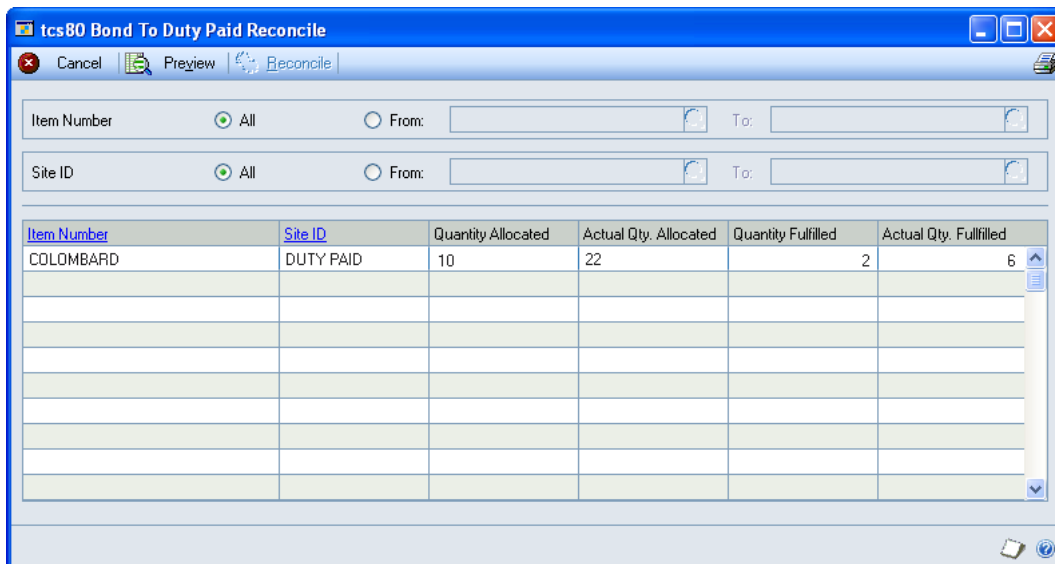 tcs80 Bond To Duty Paid Reconcile
Cancel Preview Reconcile
Item Number All From: To:
Site ID All From: To:
Item Number Site ID Quantity Allocated Actual Qty. Allocated Quantity Fulfilled Actual Qty. Fullfilled
COLOMBARD DUTY PAID 10 22 2 6